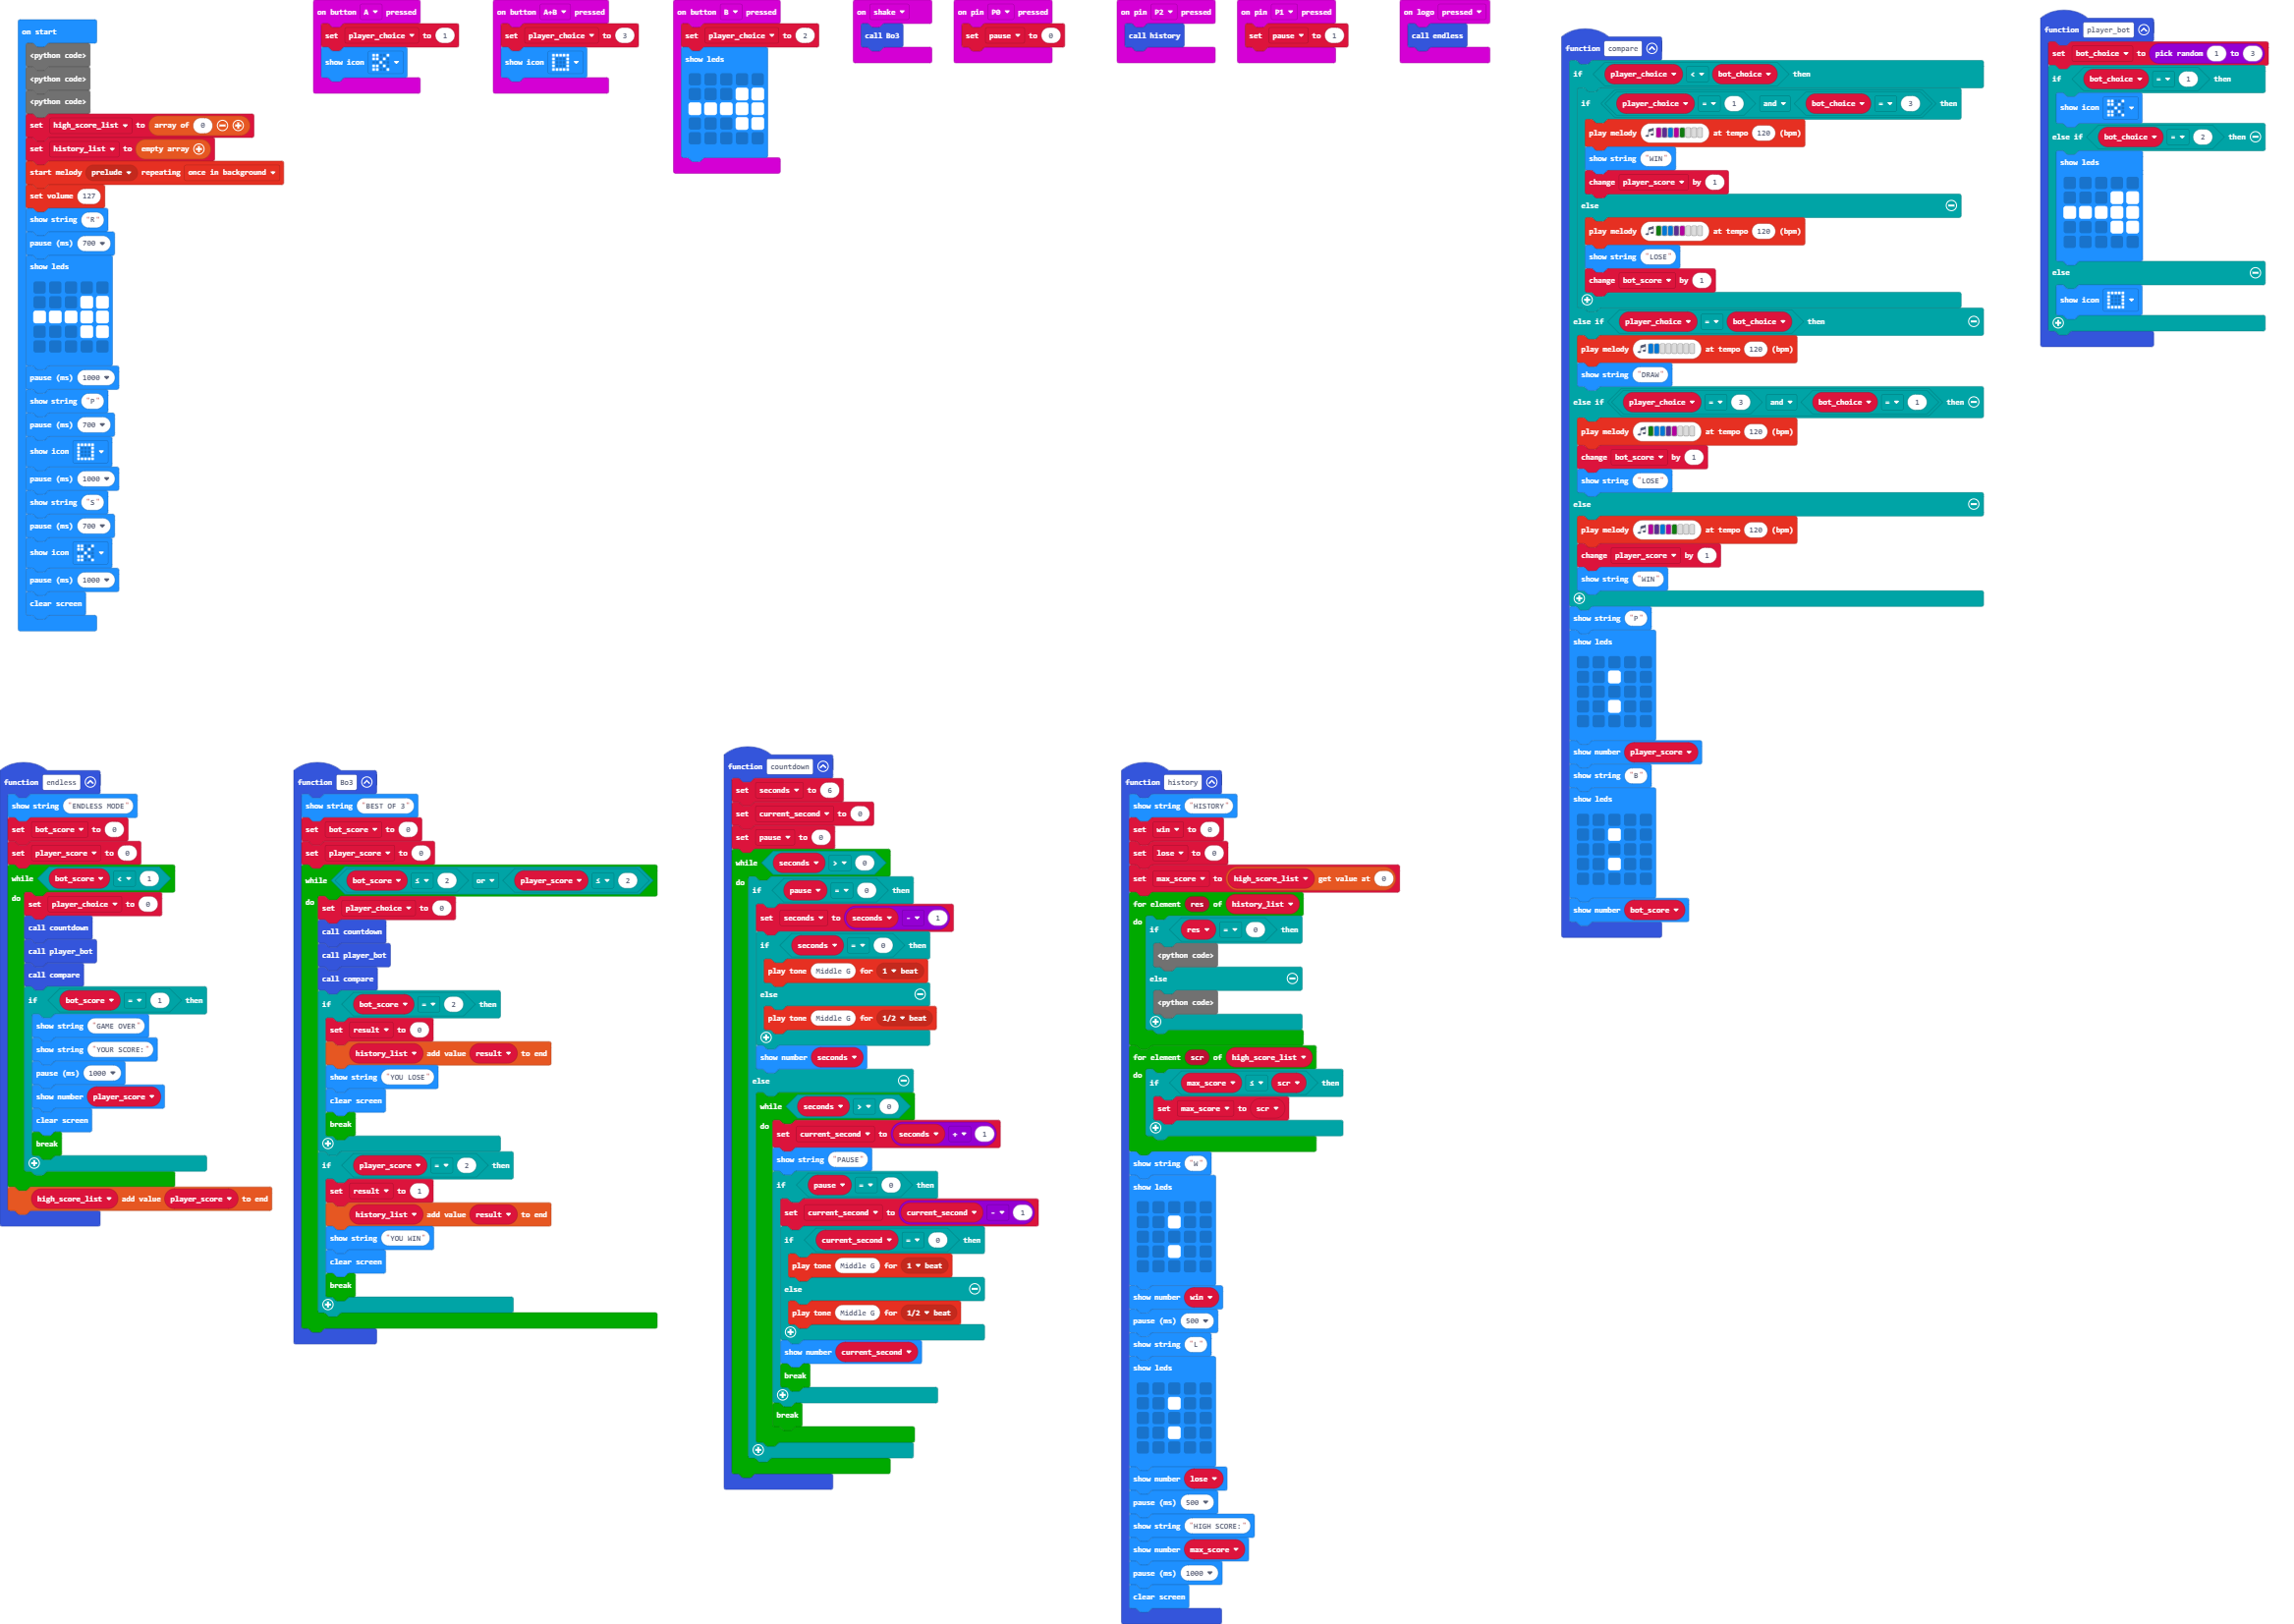 on start
<python code>
<python code>
<python code>
set high_score_list to array of 0
set history_list to empty array
start melody prelude repeating once in background
set volume 127
show string "R"
pause (ms) 700
show leds
pause (ms) 1000
show string "P"
pause (ms) 700
show icon
pause (ms) 1000
show string "S"
pause (ms) 700
show icon
pause (ms) 1000
clear screen
on button A pressed
set player_choice to 1
show icon
on button A+B pressed
set player_choice to 3
show icon
on button B pressed
set player_choice to 2
show leds
on shake
call Bo3
on pin P0 pressed
set pause to 0
on pin P2 pressed
call history
on pin P1 pressed
set pause to 1
on logo pressed
call endless
function compare
if player_choice < bot_choice then
if player_choice = 1 and bot_choice = 3 then
play melody at tempo 120 (bpm)
show string "WIN"
change player_score by 1
else
play melody at tempo 120 (bpm)
show string "LOSE"
change bot_score by 1
else if player_choice = bot_choice then
play melody at tempo 120 (bpm)
show string "DRAW"
else if player_choice = 3 and bot_choice = 1 then
play melody at tempo 120 (bpm)
change bot_score by 1
show string "LOSE"
else
play melody at tempo 120 (bpm)
change player_score by 1
show string "WIN"
show string "P"
show leds
show number player_score
show string "B"
show leds
show number bot_score
function player_bot
set bot_choice to pick random 1 to 3
if bot_choice = 1 then
show icon
else if bot_choice = 2 then
show leds
else
show icon
function endless
show string "ENDLESS MODE"
set bot_score to 0
set player_score to 0
while bot_score < 1
do set player_choice to 0
call countdown
call player_bot
call compare
if bot_score = 1 then
show string "GAME OVER"
show string "YOUR SCORE:"
pause (ms) 1000
show number player_score
clear screen
break
high_score_list add value player_score to end
function Bo3
show string "BEST OF 3"
set bot_score to 0
set player_score to 0
while bot_score ≤ 2 or player_score ≤ 2
do set player_choice to 0
call countdown
call player_bot
call compare
if bot_score = 2 then
set result to 0
history_list add value result to end
show string "YOU LOSE"
clear screen
break
if player_score = 2 then
set result to 1
history_list add value result to end
show string "YOU WIN"
clear screen
break
function countdown
set seconds to 6
set current_second to 0
set pause to 0
while seconds > 0
do if pause = 0 then
set seconds to seconds - 1
if seconds = 0 then
play tone Middle G for 1 beat
else
play tone Middle G for 1/2 beat
show number seconds
else
while seconds > 0
do set current_second to seconds + 1
show string "PAUSE"
if pause = 0 then
set current_second to current_second - 1
if current_second = 0 then
play tone Middle G for 1 beat
else
play tone Middle G for 1/2 beat
show number current_second
break
break
function history
show string "HISTORY"
set win to 0
set lose to 0
set max_score to high_score_list get value at 0
for element res of history_list
do if res = 0 then
<python code>
else
<python code>
for element scr of high_score_list
do if max_score ≤ scr then
set max_score to scr
show string "W"
show leds
show number win
pause (ms) 500
show string "L"
show leds
show number lose
pause (ms) 500
show string "HIGH SCORE:"
show number max_score
pause (ms) 1000
clear screen